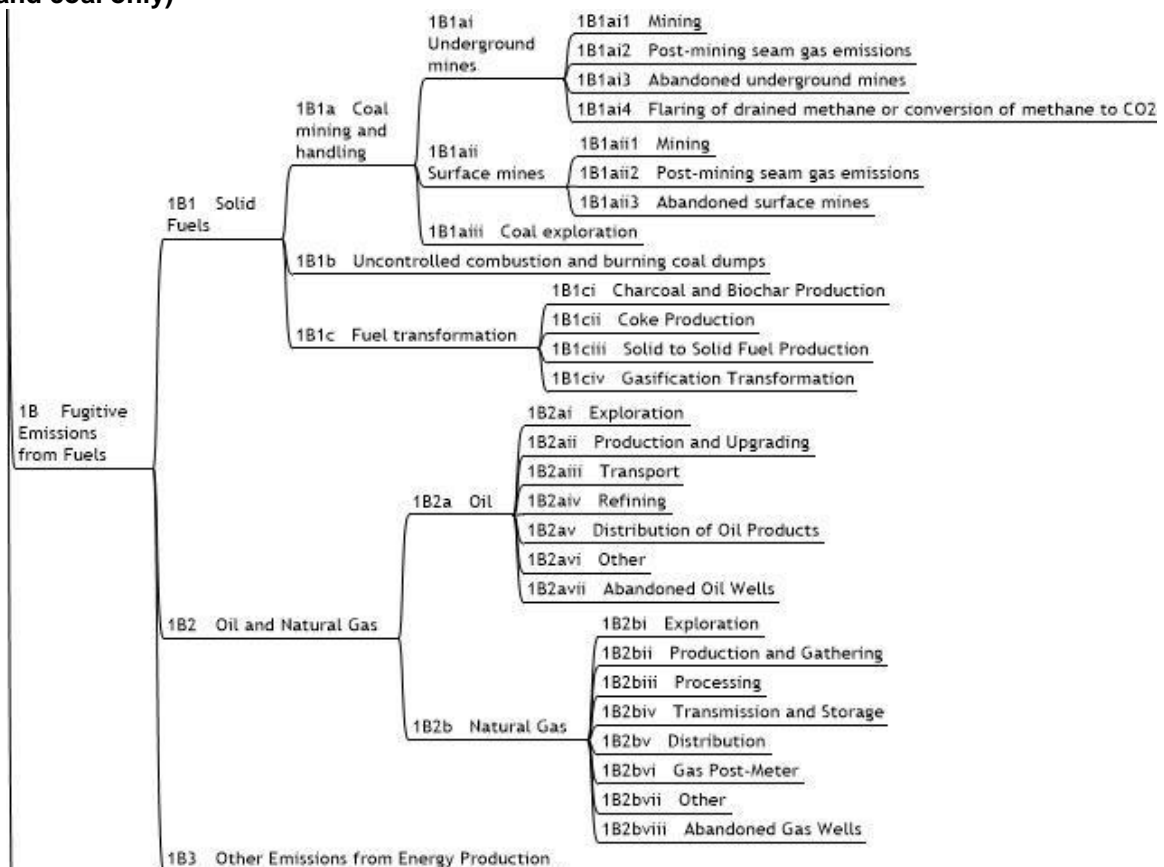 and coal only)
1B1ai
Underground
mines
1B1ai1 Mining
1B1ai2 Post-mining seam gas emissions
1B1ai3 Abandoned underground mines
1B1ai4 Flaring of drained methane or conversion of methane to CO2
1B1a Coal
mining and
handling
1B1aii
Surface mines
1B1aii1 Mining
1B1aii2 Post-mining seam gas emissions
1B1aii3 Abandoned surface mines
1B1 Solid
Fuels
1B1aiii Coal exploration
1B1b Uncontrolled combustion and burning coal dumps
1B1c Fuel transformation
1B1ci Charcoal and Biochar Production
1B1cii Coke Production
1B1ciii Solid to Solid Fuel Production
1B1civ Gasification Transformation
1B Fugitive
Emissions
from Fuels
1B2ai Exploration
1B2aii Production and Upgrading
1B2aiii Transport
1B2a Oil
1B2aiv Refining
1B2av Distribution of Oil Products
1B2avi Other
1B2avii Abandoned Oil Wells
1B2 Oil and Natural Gas
1B2bi Exploration
1B2bii Production and Gathering
1B2biii Processing
1B2biv Transmission and Storage
1B2b Natural Gas
1B2bv Distribution
1B2bvi Gas Post-Meter
1B2bvii Other
1B2bviii Abandoned Gas Wells
1B3 Other Emissions from Energy Production